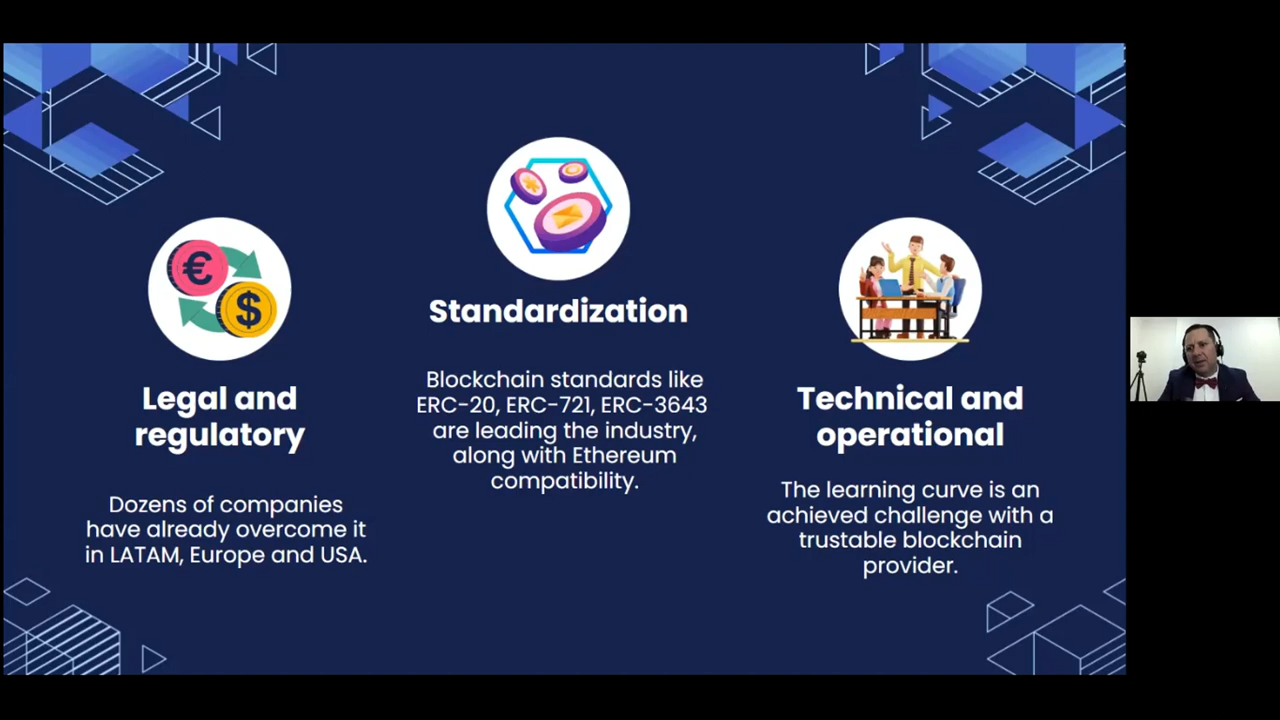 Legal and
regulatory
Dozens of companies
have already overcome it
in LATAM, Europe and USA.
Standardization
Blockchain standards like
ERC-20, ERC-721, ERC-3643
are leading the industry,
along with Ethereum
compatibility.
Technical and
operational
The learning curve is an
achieved challenge with a
trustable blockchain
provider.
€
$